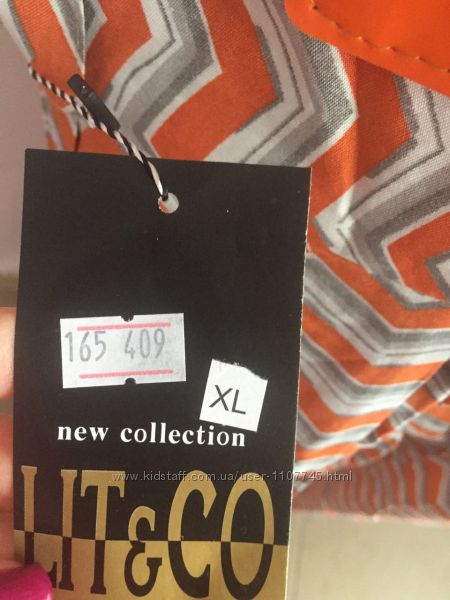 165 409
XL
new collection
www.kidstaff.com.ua/user-1107745.html
LIT&CO